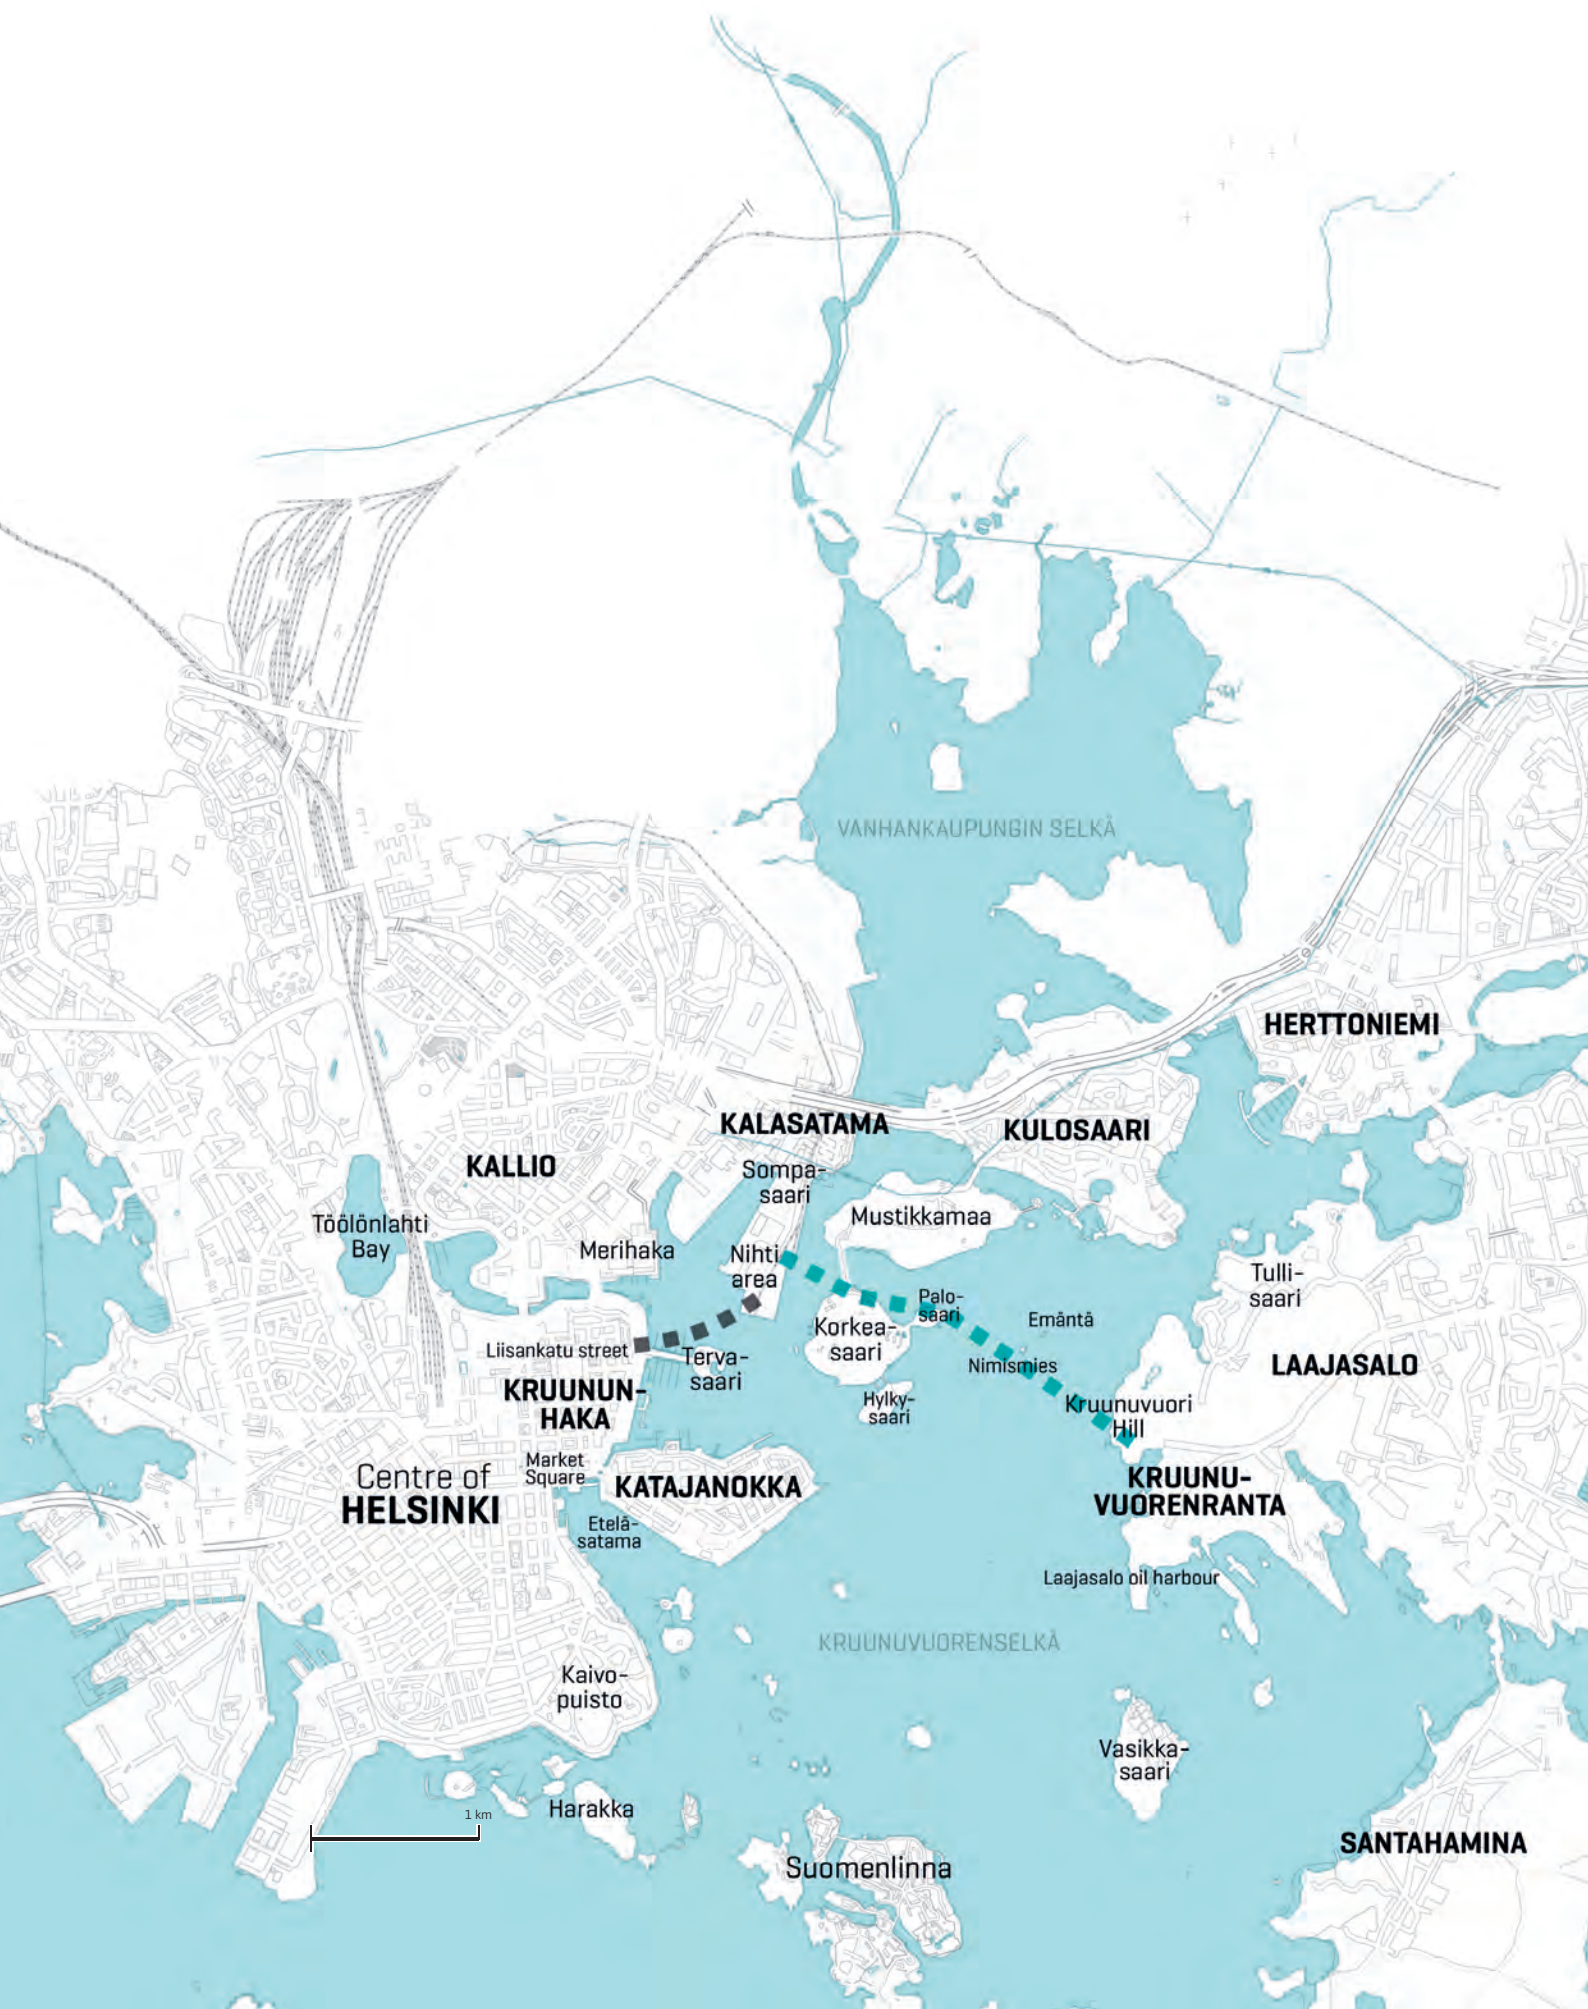 VANHANKAUPUNGIN SELKÄ
HERTTONIEMI
KALASATAMA
KULOSAARI
KALLIO
Sompa-
saari
Töölönlahti
Bay
Mustikkamaa
Merihaka
Nihti
area
Tulli-
saari
Palo-
saari
Emäntä
Korkea-
saari
Liisankatu street
Terva-
saari
Nimismies
LAAJASALO
KRUUNUN-
HAKA
Hylky-
saari
Kruunuvuori
Hill
Market
Square
Centre of
HELSINKI
KATAJANOKKA
KRUUNU-
VUORENRANTA
Etelä-
satama
Laajasalo oil harbour
KRUUNUVUORENSELKÄ
Kaivo-
puisto
Vasikka-
saari
Harakka
1 km
SANTAHAMINA
Suomenlinna